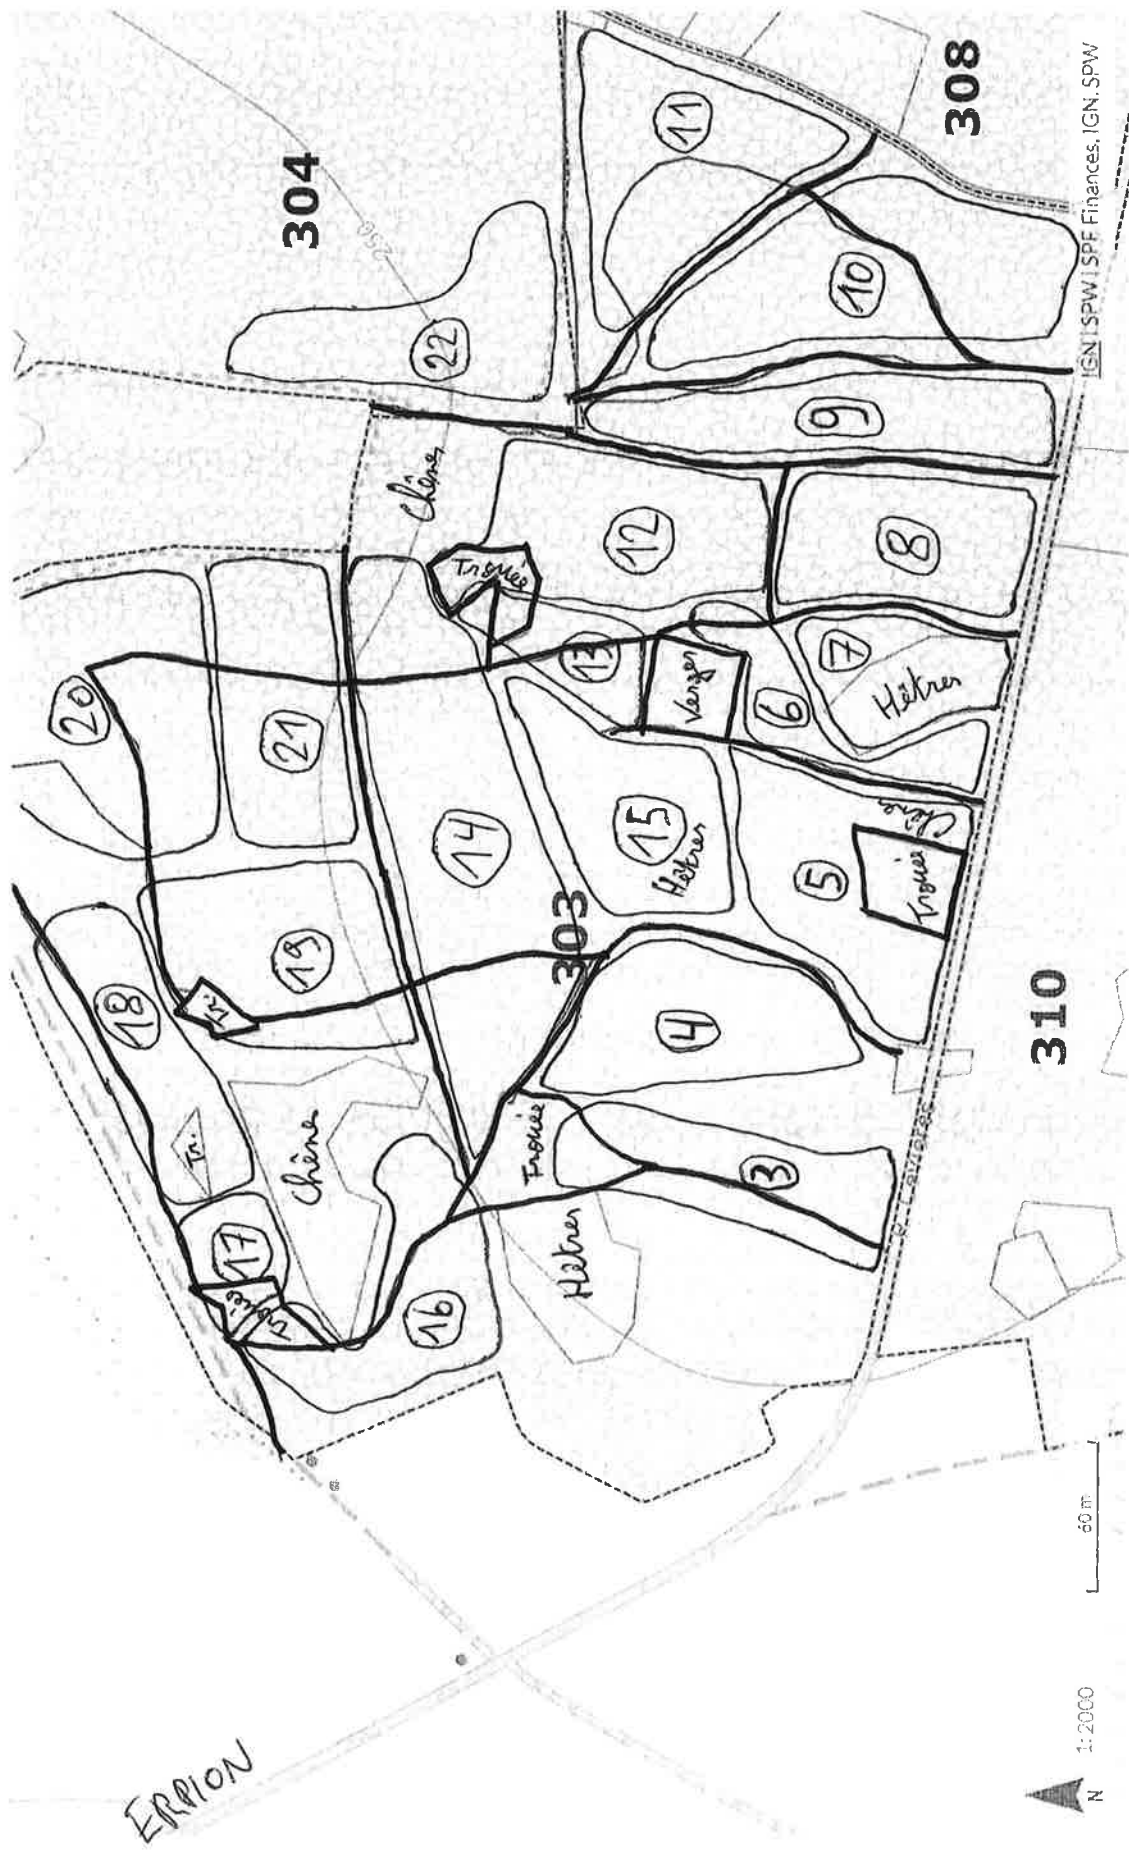 ERPION
20
18
Tr.
17
Trouée
Trouée
Tr.
21
19
Chêne
304
250
22
Chêne
16
14
Trouée
Trouée
Hêtres
303
13
12
11
15
Hêtres
4
Verger
3
6
5
7
9
10
8
Hêtres
Chêne
Trouée
308
310
N
1:2000
60 m
IGN | SPW | SPF Finances, IGN, SPW